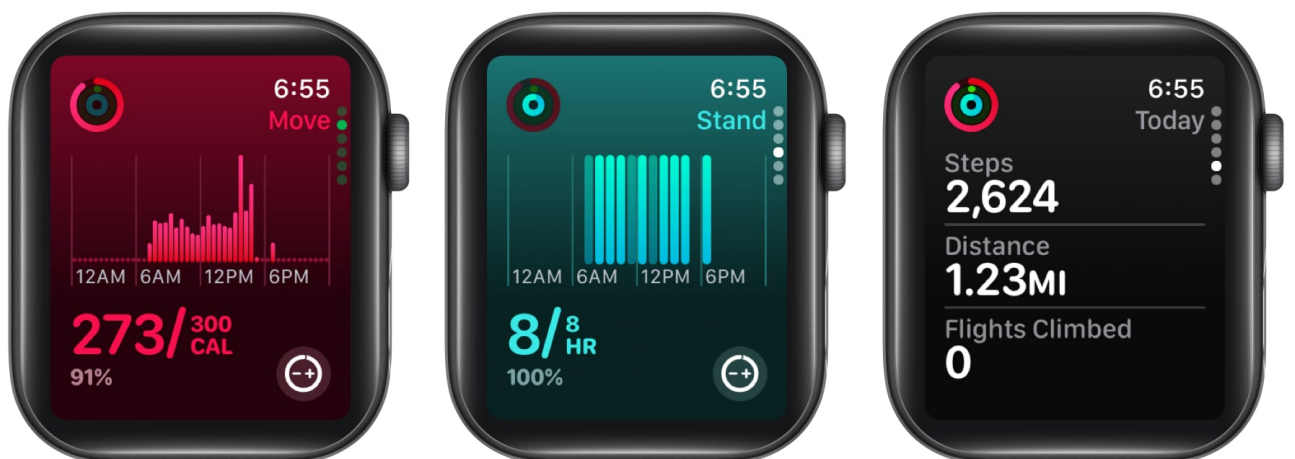 6:55
Move
12AM 6AM 12PM 6PM
273/300 CAL
91%
6:55
Stand
12AM 6AM 12PM 6PM
8/8 HR
100%
6:55
Today
Steps
2,624
Distance
1.23MI
Flights Climbed
0